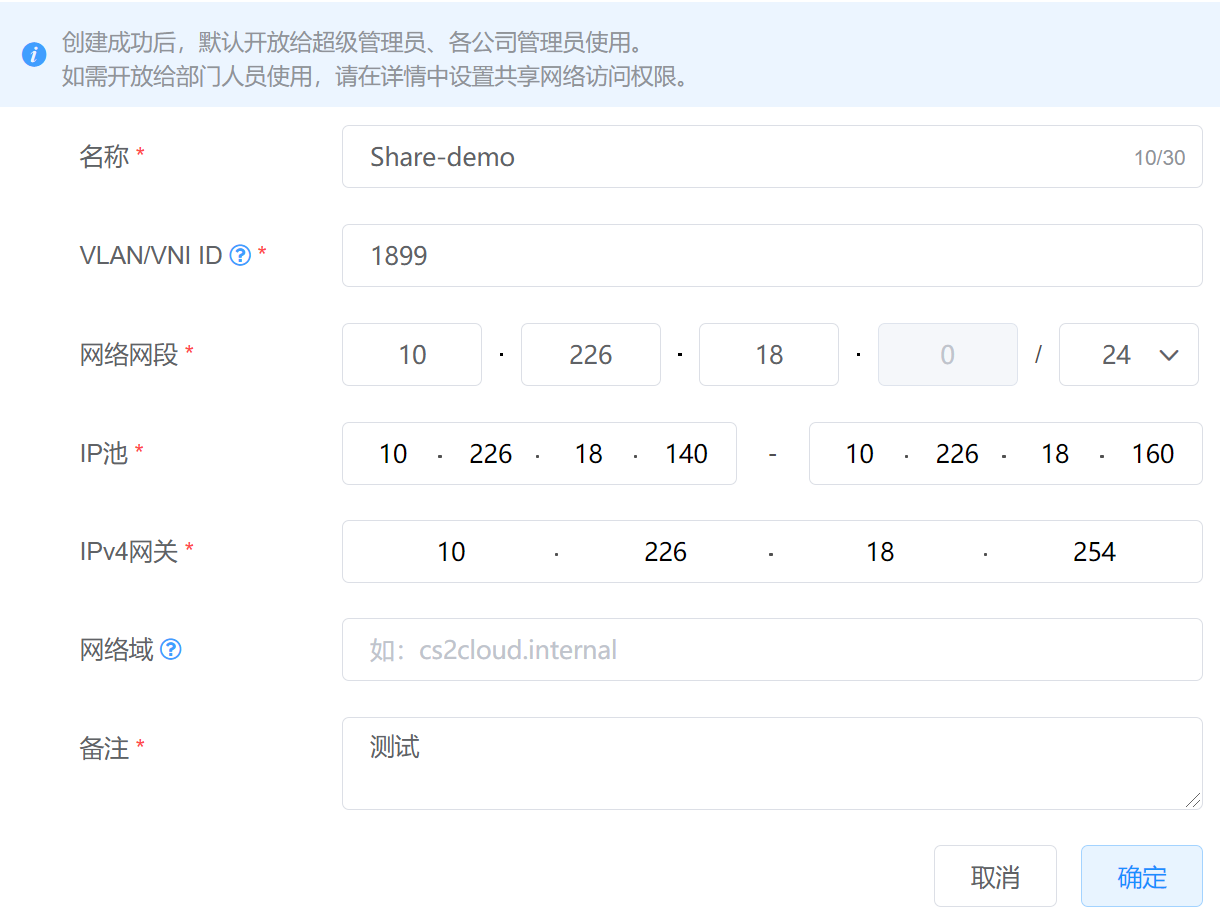 创建成功后，默认开放给超级管理员、各公司管理员使用。
如需开放给部门人员使用，请在详情中设置共享网络访问权限。
名称 * Share-demo 10/30
VLAN/VNI ID ? * 1899
网络网段 * 10 . 226 . 18 . 0 / 24
IP池 * 10 . 226 . 18 . 140 - 10 . 226 . 18 . 160
IPv4网关 * 10 . 226 . 18 . 254
网络域 ? 如：cs2cloud.internal
备注 * 测试
取消 确定